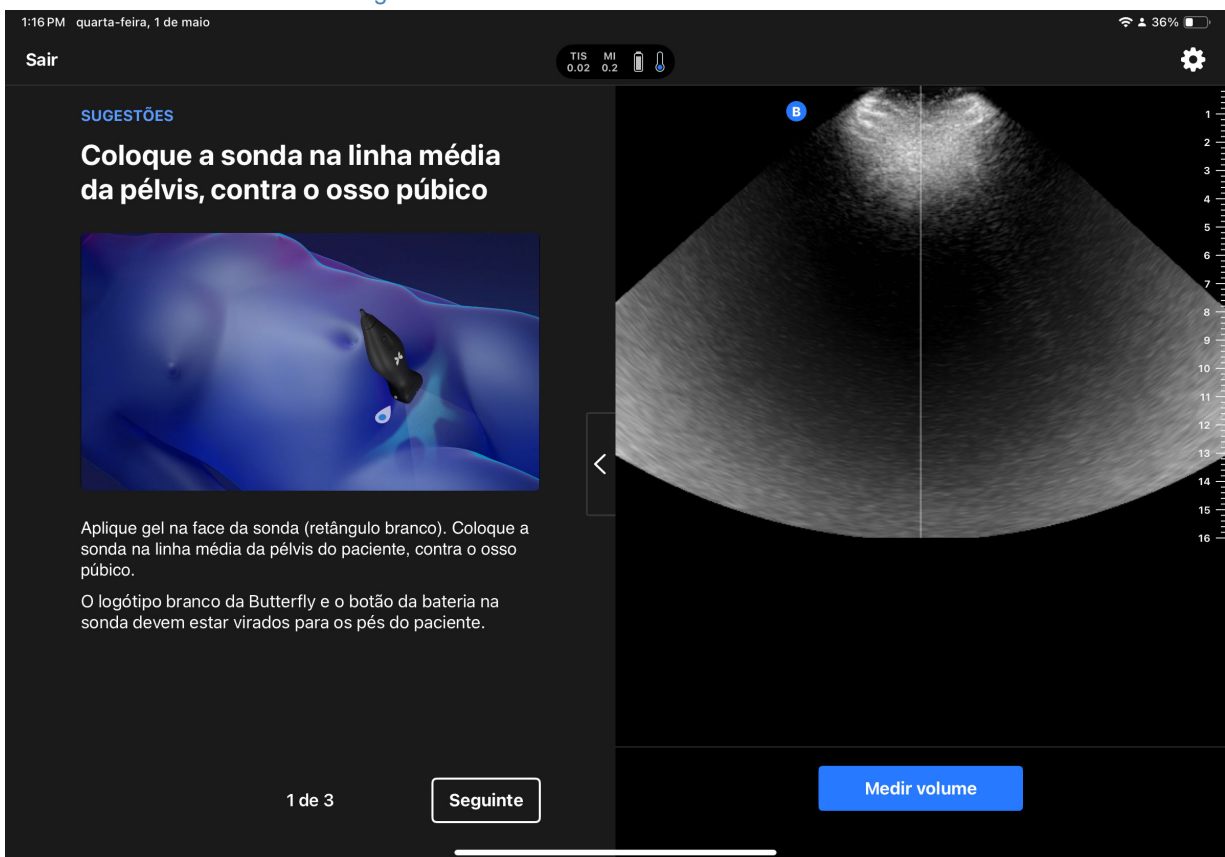 1:16 PM quarta-feira, 1 de maio
36%
Sair
TIS MI
0.02 0.2
SUGESTÕES
Coloque a sonda na linha média
da pélvis, contra o osso púbico
Aplique gel na face da sonda (retângulo branco). Coloque a
sonda na linha média da pélvis do paciente, contra o osso
púbico.
O logótipo branco da Butterfly e o botão da bateria na
sonda devem estar virados para os pés do paciente.
1 de 3
Seguinte
B
1
2
3
4
5
6
7
8
9
10
11
12
13
14
15
16
Medir volume